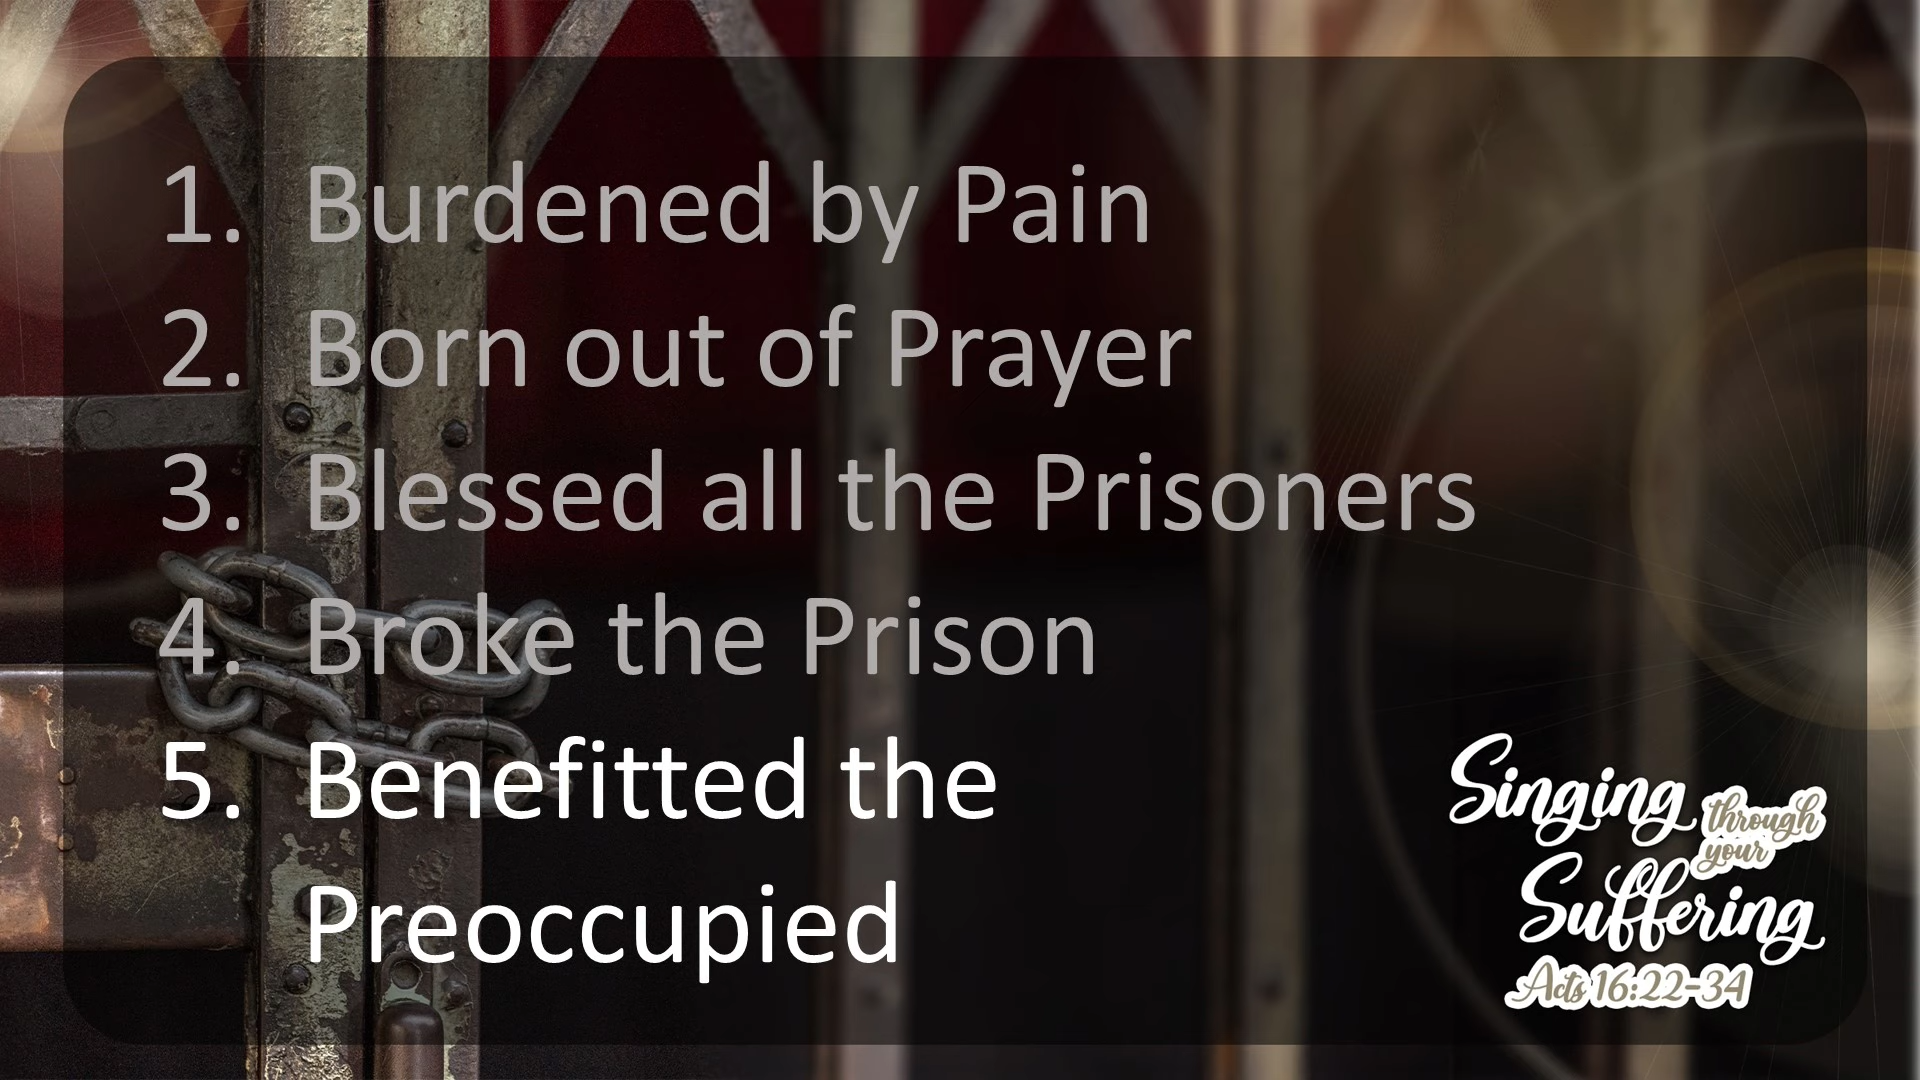 1. Burdened by Pain
2. Born out of Prayer
3. Blessed all the Prisoners
4. Broke the Prison
5. Benefitted the
Preoccupied
Singing through
your
Suffering
Acts 16:22-34